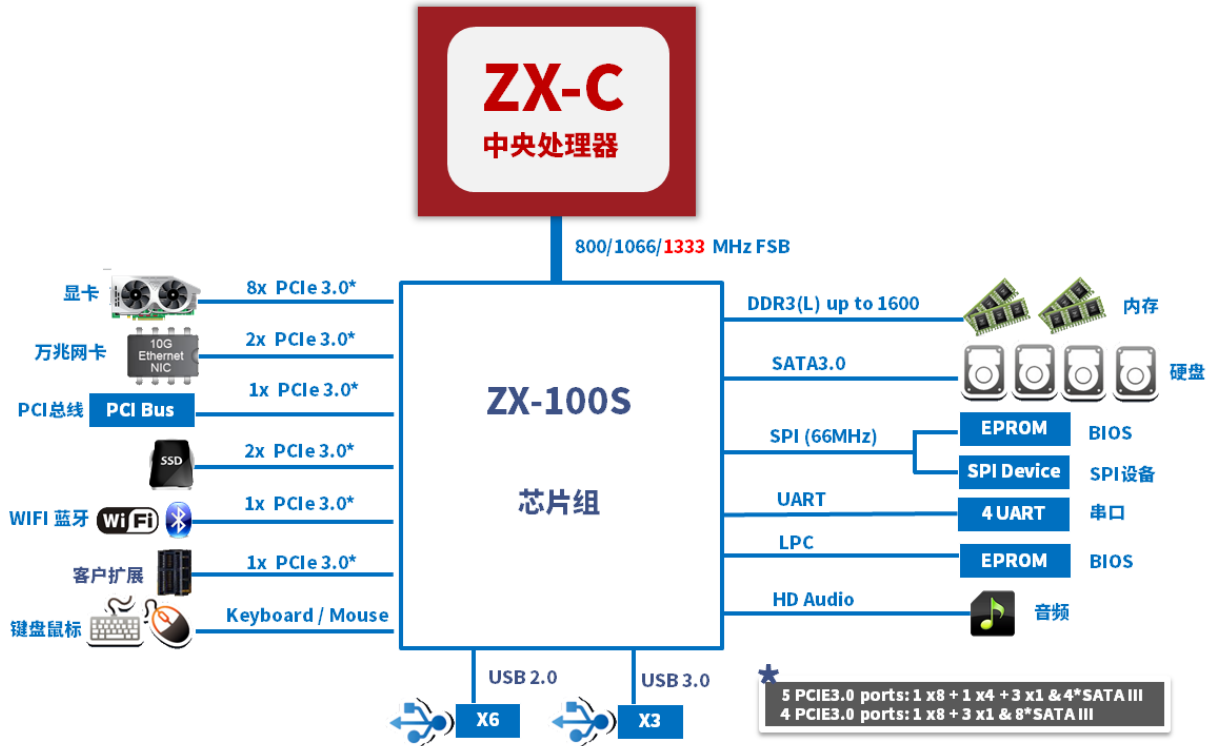 ZX-C
中央处理器
800/1066/1333 MHz FSB
显卡
8x PCIe 3.0*
万兆网卡
10G
Ethernet
NIC
2x PCIe 3.0*
PCI总线
PCI Bus
1x PCIe 3.0*
SSD
2x PCIe 3.0*
WIFI 蓝牙
WiFi
1x PCIe 3.0*
客户扩展
1x PCIe 3.0*
键盘鼠标
Keyboard / Mouse
ZX-100S
芯片组
DDR3(L) up to 1600
内存
SATA3.0
硬盘
SPI (66MHz)
EPROM
BIOS
SPI Device
SPI设备
UART
4 UART
串口
LPC
EPROM
BIOS
HD Audio
音频
USB 2.0
X6
USB 3.0
X3
*
5 PCIE3.0 ports: 1 x8 + 1 x4 + 3 x1 & 4*SATA III
4 PCIE3.0 ports: 1 x8 + 3 x1 & 8*SATA III